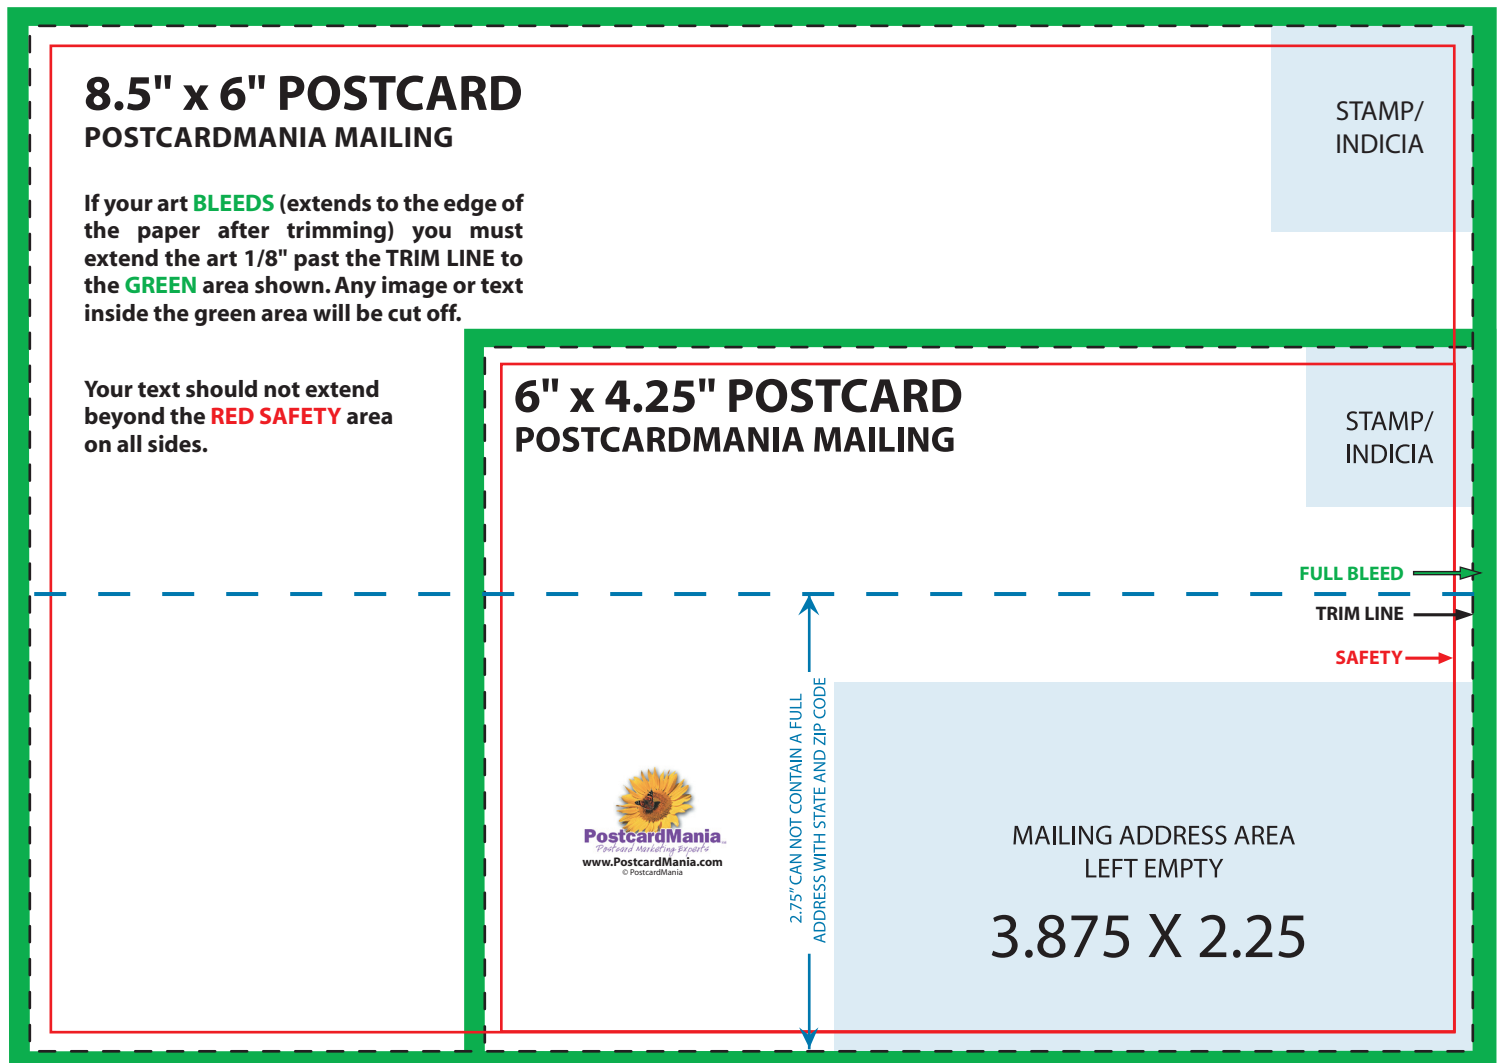 8.5" x 6" POSTCARD
POSTCARDMANIA MAILING
STAMP/
INDICIA
If your art BLEEDS (extends to the edge of
the paper after trimming) you must
extend the art 1/8" past the TRIM LINE to
the GREEN area shown. Any image or text
inside the green area will be cut off.
Your text should not extend
beyond the RED SAFETY area
on all sides.
6" x 4.25" POSTCARD
POSTCARDMANIA MAILING
STAMP/
INDICIA
FULL BLEED
TRIM LINE
SAFETY
2.75" CAN NOT CONTAIN A FULL
ADDRESS WITH STATE AND ZIP CODE
PostcardMania
Postcard Marketing Experts
www.PostcardMania.com
© PostcardMania
MAILING ADDRESS AREA
LEFT EMPTY
3.875 X 2.25